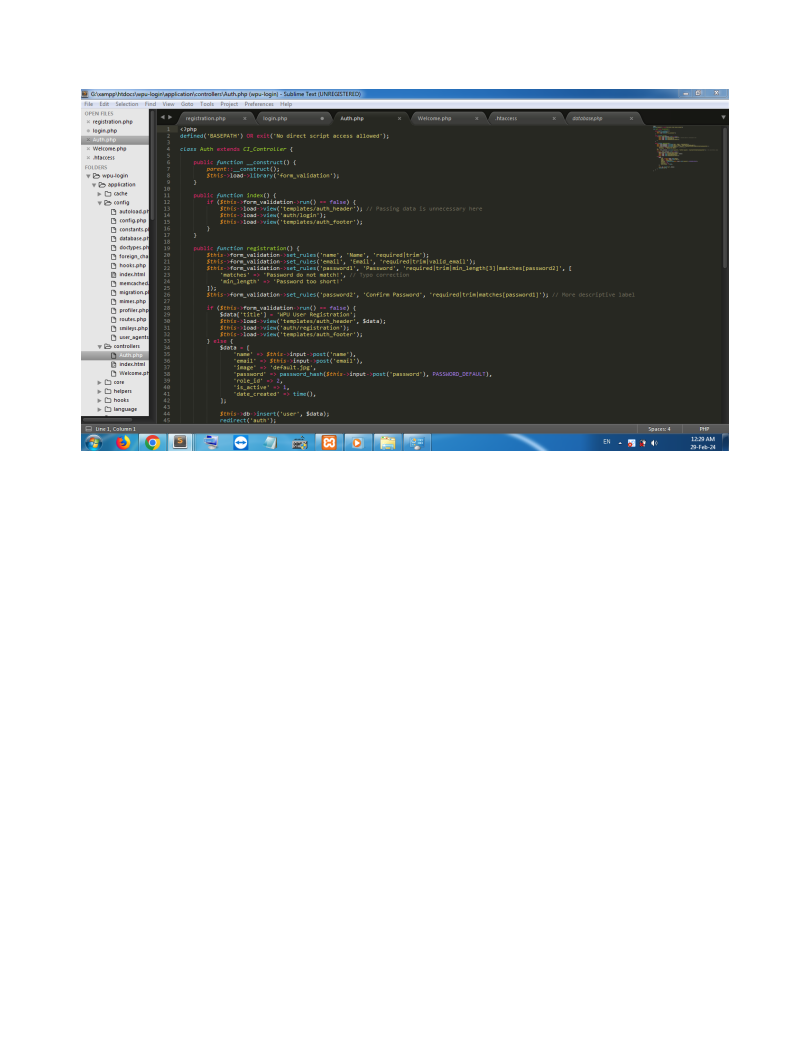 G:\xampp\htdocs\wpu-login\application\controllers\Auth.php (wpu-login) - Sublime Text (UNREGISTERED)
File Edit Selection Find View Goto Tools Project Preferences Help
OPEN FILES
registration.php
login.php
Auth.php
Welcome.php
.htaccess
FOLDERS
wpu-login
application
cache
config
autoload.ph
config.php
constants.p
database.ph
doctypes.ph
foreign_cha
hooks.php
index.html
memcached.
migration.pl
mimes.php
profiler.php
routes.php
smileys.php
user_agents
controllers
Auth.php
index.html
Welcome.ph
core
helpers
hooks
language
registration.php login.php Auth.php Welcome.php .htaccess database.php
1 <?php
2 defined('BASEPATH') OR exit('No direct script access allowed');
3
4 class Auth extends CI_Controller {
5
6 public function __construct() {
7 parent::__construct();
8 $this->load->library('form_validation');
9 }
10
11 public function index() {
12 if ($this->form_validation->run() == false) {
13 $this->load->view('templates/auth_header'); // Passing data is unnecessary here
14 $this->load->view('auth/login');
15 $this->load->view('templates/auth_footer');
16 }
17 }
18
19 public function registration() {
20 $this->form_validation->set_rules('name', 'Name', 'required|trim');
21 $this->form_validation->set_rules('email', 'Email', 'required|trim|valid_email');
22 $this->form_validation->set_rules('password1', 'Password', 'required|trim|min_length[3]|matches[password2]', [
23 'matches' => 'Password do not match!', // Typo correction
24 'min_length' => 'Password too short!'
25 ]);
26 $this->form_validation->set_rules('password2', 'Confirm Password', 'required|trim|matches[password1]'); // More descriptive label
27
28 if ($this->form_validation->run() == false) {
29 $data['title'] = 'WPU User Registration';
30 $this->load->view('templates/auth_header', $data);
31 $this->load->view('auth/registration');
32 $this->load->view('templates/auth_footer');
33 } else {
34 $data = [
35 'name' => $this->input->post('name'),
36 'email' => $this->input->post('email'),
37 'image' => 'default.jpg',
38 'password' => password_hash($this->input->post('password'), PASSWORD_DEFAULT),
39 'role_id' => 2,
40 'is_active' => 1,
41 'date_created' => time(),
42 ];
43
44 $this->db->insert('user', $data);
45 redirect('auth');
Line 1, Column 1 Spaces: 4 PHP
EN 12:29 AM
29-Feb-24